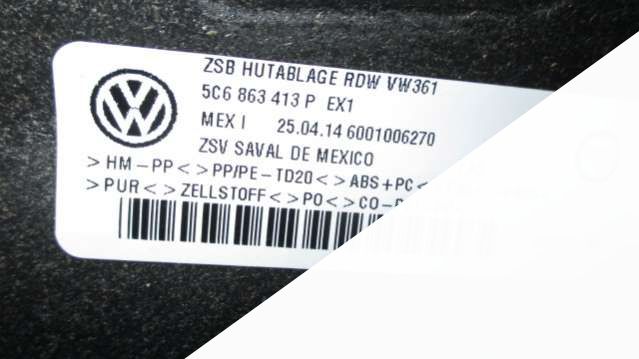 ZSB HUTABLAGE RDW VW361
5C6 863 413 P EX1
MEX I 25.04.14 6001006270
ZSV SAVAL DE MEXICO
>HM-PP<>PP/PE-TD20<>ABS+PC<
>PUR<>ZELLSTOFF<>PO<>CO-